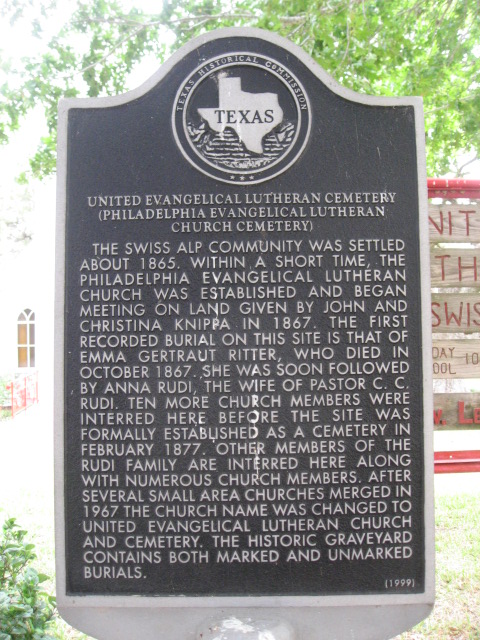 TEXAS HISTORICAL COMMISSION
TEXAS
UNITED EVANGELICAL LUTHERAN CEMETERY
(PHILADELPHIA EVANGELICAL LUTHERAN
CHURCH CEMETERY)
THE SWISS ALP COMMUNITY WAS SETTLED
ABOUT 1865. WITHIN A SHORT TIME, THE
PHILADELPHIA EVANGELICAL LUTHERAN
CHURCH WAS ESTABLISHED AND BEGAN
MEETING ON LAND GIVEN BY JOHN AND
CHRISTINA KNIPPA IN 1867. THE FIRST
RECORDED BURIAL ON THIS SITE IS THAT OF
EMMA GERTRAUT RITTER, WHO DIED IN
OCTOBER 1867. SHE WAS SOON FOLLOWED
BY ANNA RUDI, THE WIFE OF PASTOR C. C.
RUDI. TEN MORE CHURCH MEMBERS WERE
INTERRED HERE BEFORE THE SITE WAS
FORMALLY ESTABLISHED AS A CEMETERY IN
FEBRUARY 1877. OTHER MEMBERS OF THE
RUDI FAMILY ARE INTERRED HERE ALONG
WITH NUMEROUS CHURCH MEMBERS. AFTER
SEVERAL SMALL AREA CHURCHES MERGED IN
1967 THE CHURCH NAME WAS CHANGED TO
UNITED EVANGELICAL LUTHERAN CHURCH
AND CEMETERY. THE HISTORIC GRAVEYARD
CONTAINS BOTH MARKED AND UNMARKED
BURIALS.
(1999)
NIT
TH
SWIS
DAY 10
OOL